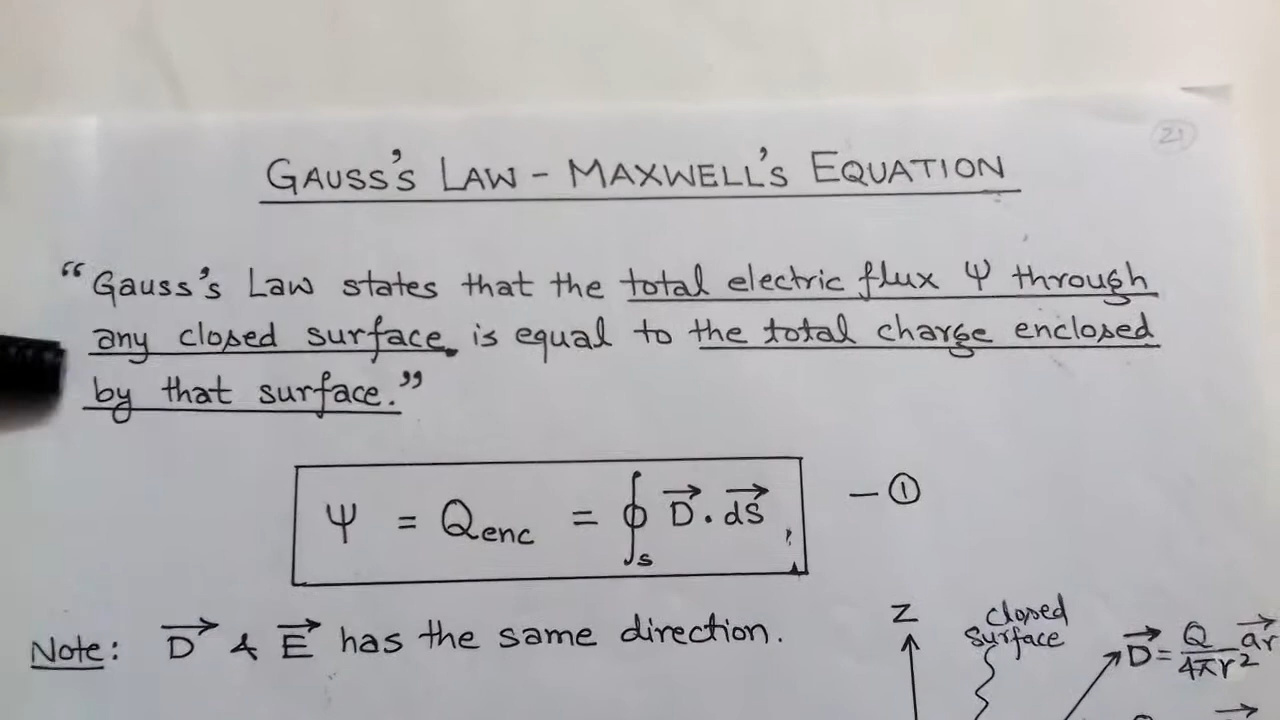 21
GAUSS'S LAW - MAXWELL'S EQUATION
“Gauss's Law states that the total electric flux Ψ through
any closed surface is equal to the total charge enclosed
by that surface.”
Ψ = Qenc = ∮s D⃗ . dS⃗ — ①
Note: D⃗ & E⃗ has the same direction.
Z
closed
surface
D⃗ = Q/4πr² a⃗r